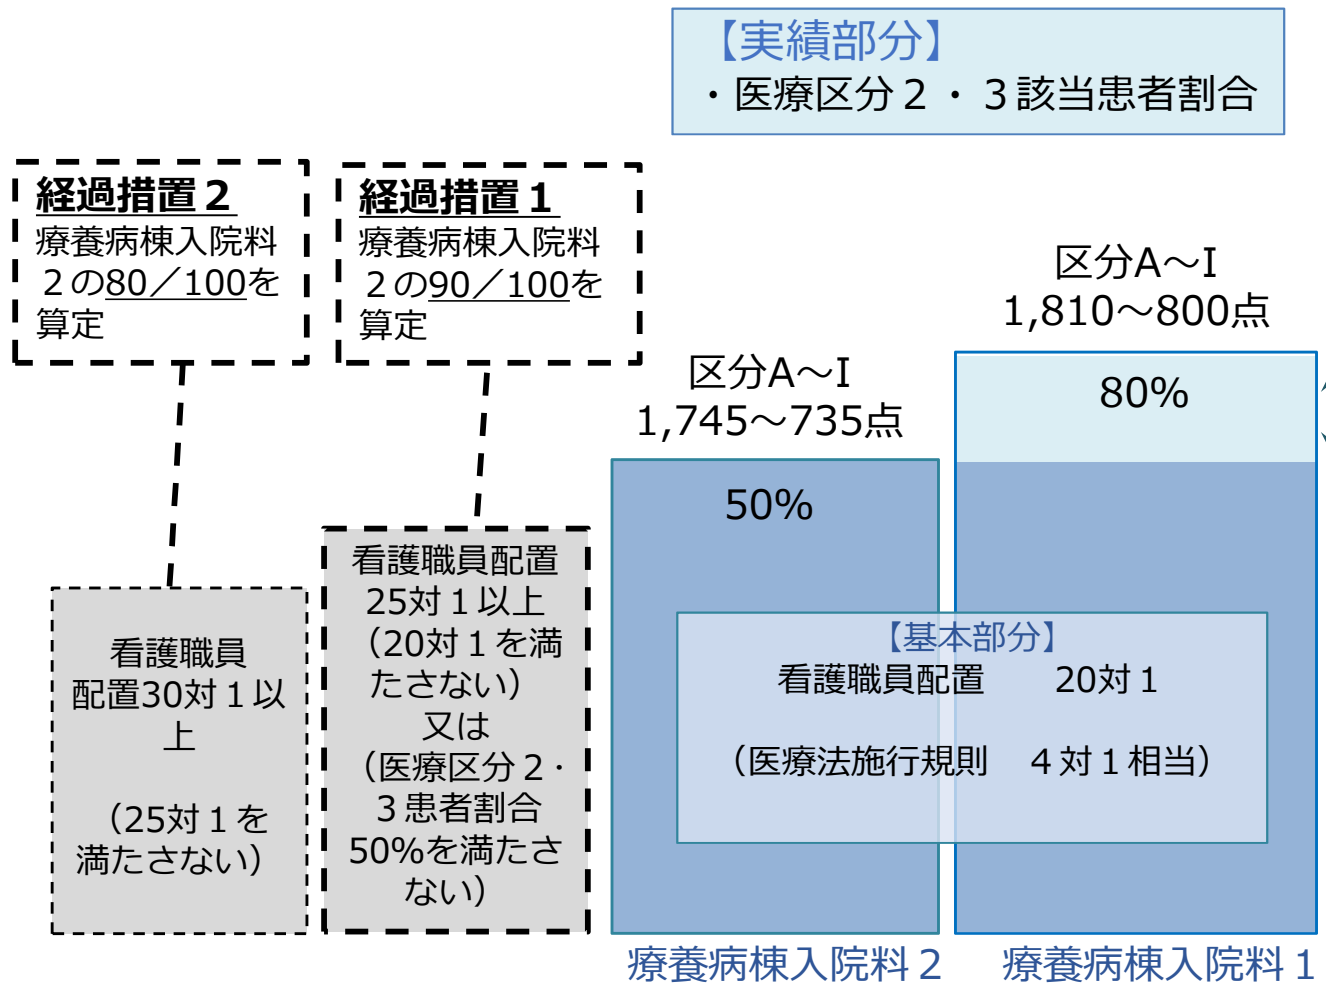 【実績部分】
・医療区分２・３該当患者割合
経過措置２
療養病棟入院料
２の80／100を
算定
経過措置１
療養病棟入院料
２の90／100を
算定
区分A～I
1,745～735点
区分A～I
1,810～800点
50%
80%
看護職員
配置30対１以
上
（25対１を
満たさない）
看護職員配置
25対１以上
（20対１を満
たさない）
又は
（医療区分２・
３患者割合
50%を満たさ
ない）
【基本部分】
看護職員配置　　20対１
（医療法施行規則　４対１相当）
療養病棟入院料２
療養病棟入院料１